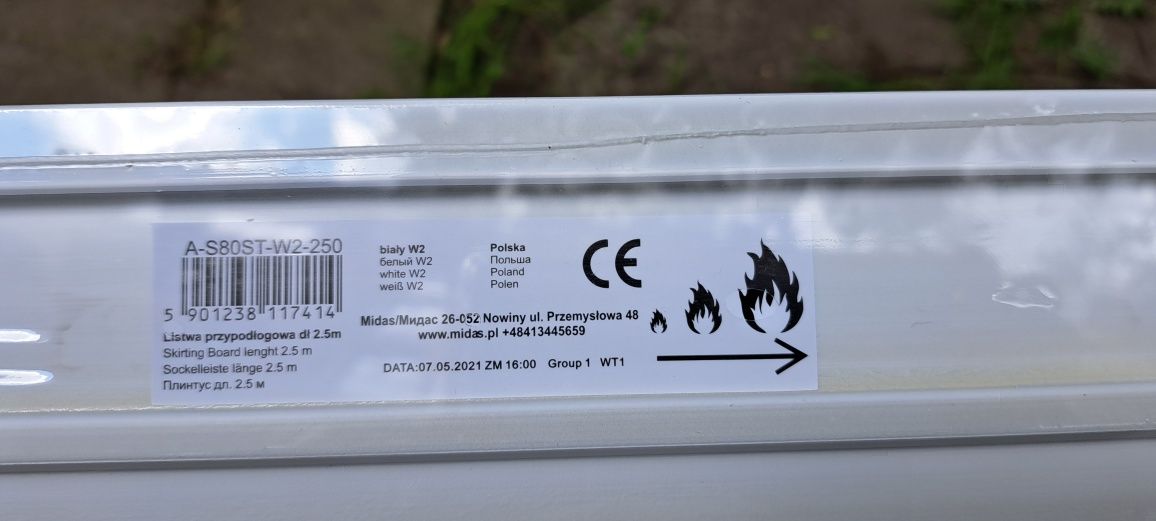 A-S80ST-W2-250
5 901238 117414
Listwa przypodłogowa dł 2.5m
Skirting Board lenght 2.5 m
Sockelleiste länge 2.5 m
Плинтус дл. 2.5 м
biały W2
белый W2
white W2
weiß W2
Polska
Польша
Poland
Polen
CE
Midas/Мидас 26-052 Nowiny ul. Przemysłowa 48
www.midas.pl +48413445659
DATA:07.05.2021 ZM 16:00 Group 1 WT1